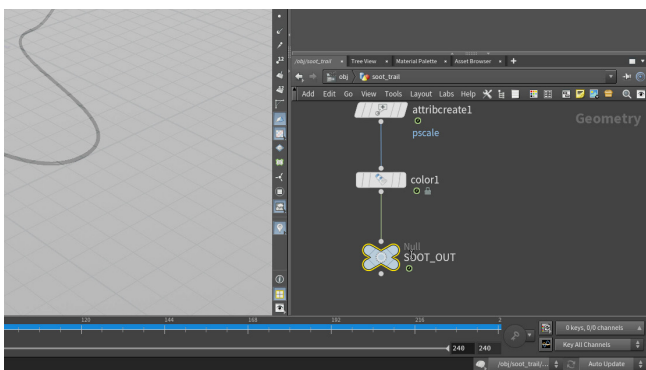 /obj/soot_trail × Tree View × Material Palette × Asset Browser × +
obj soot_trail
Add Edit Go View Tools Layout Labs Help
Geometry
attribcreate1
pscale
color1
Null
SOOT_OUT
120 144 168 192 216 2
0 keys, 0/0 channels
240 240 Key All Channels
/obj/soot_trail/... Auto Update